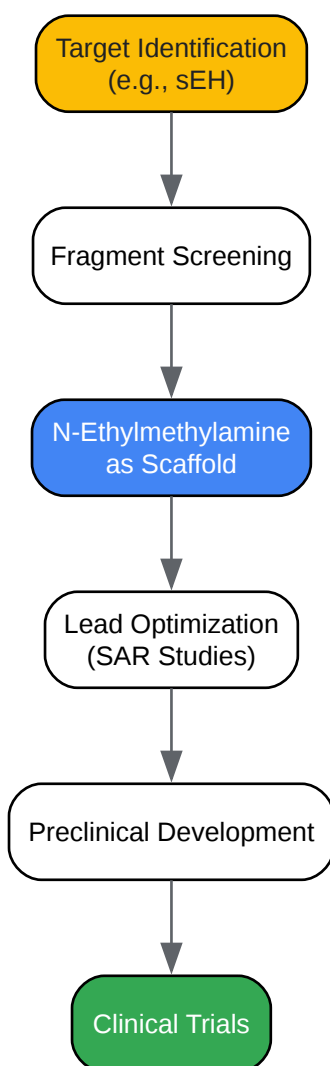 Target Identification
(e.g., sEH)
Fragment Screening
N-Ethylmethylamine
as Scaffold
Lead Optimization
(SAR Studies)
Preclinical Development
Clinical Trials